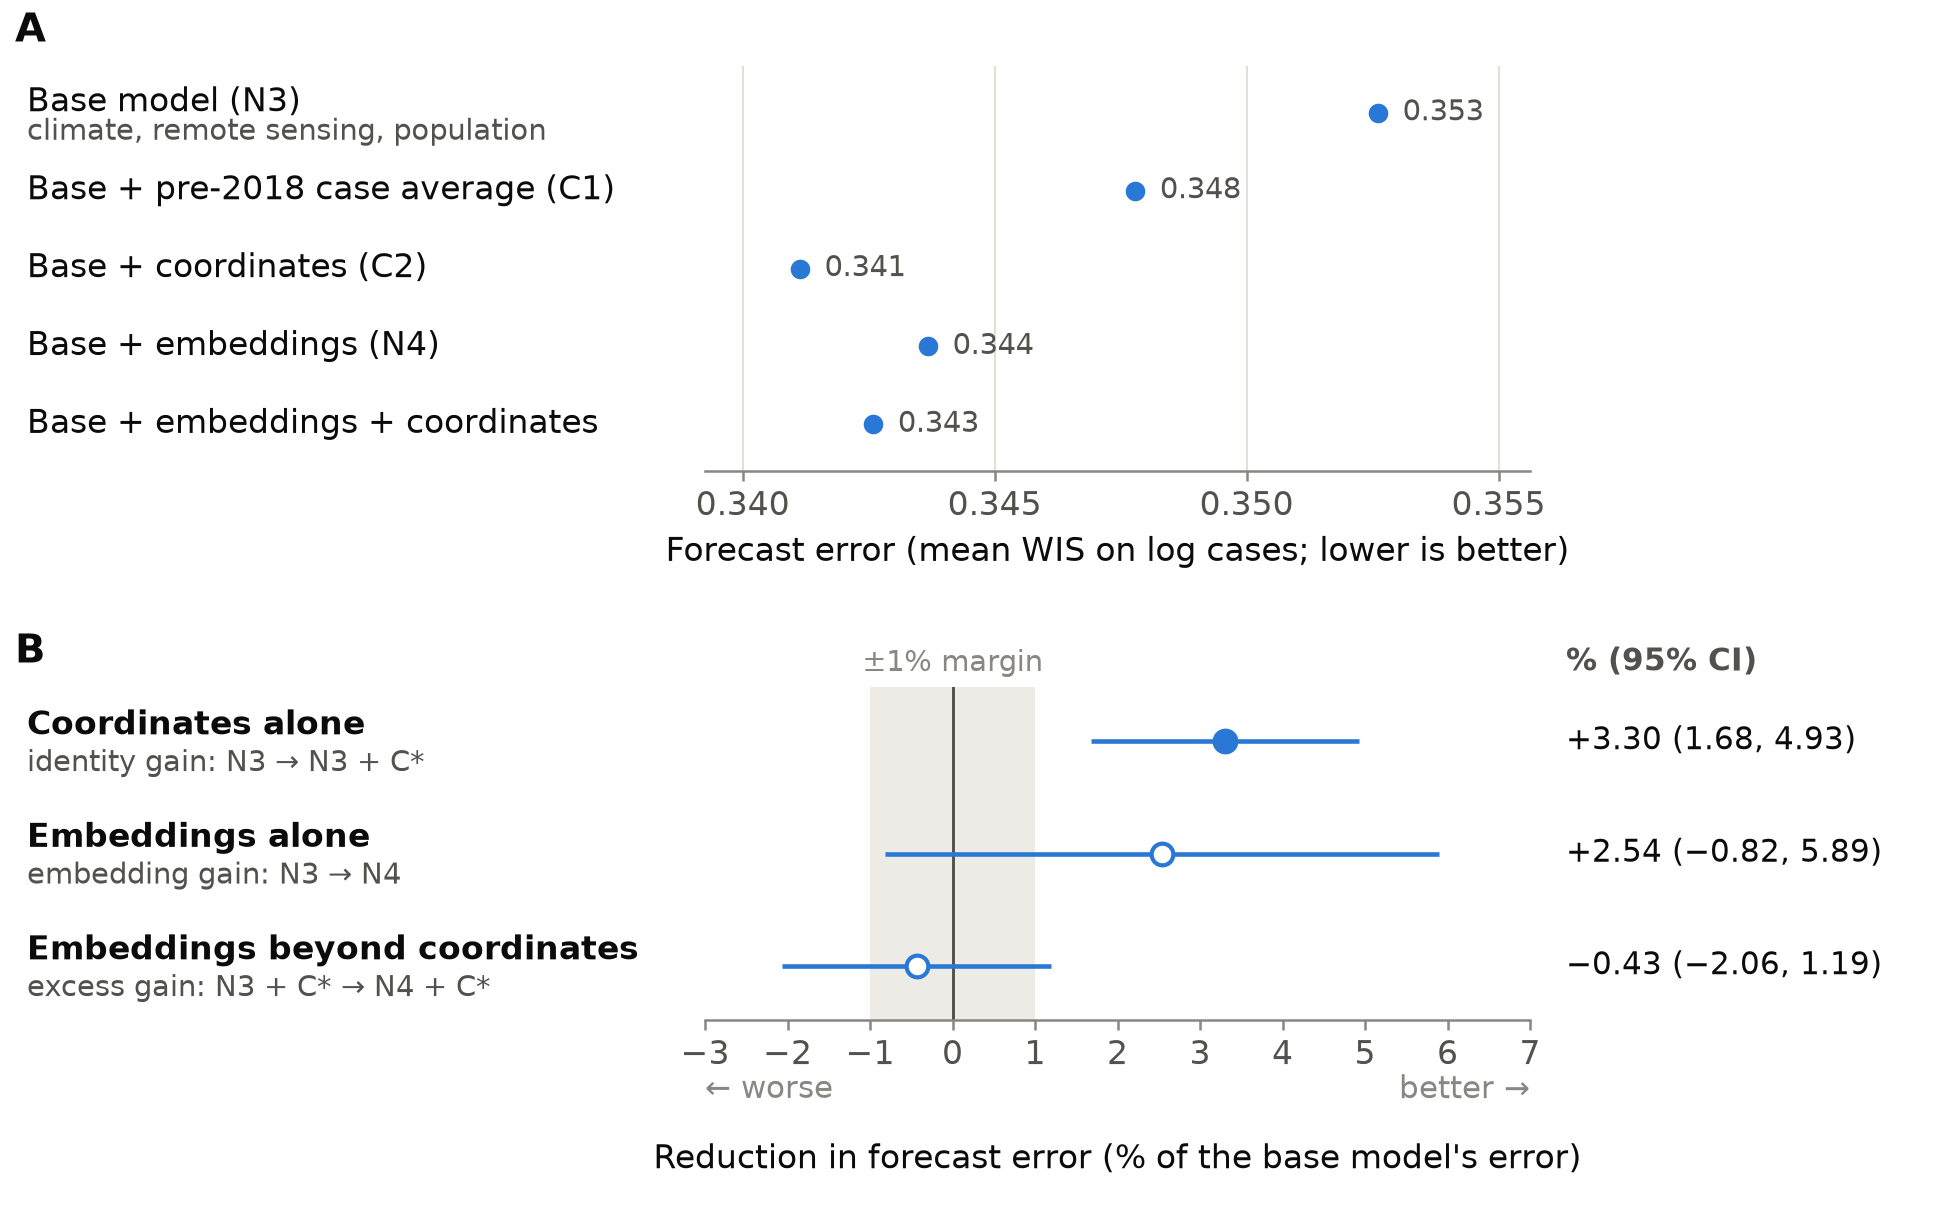 A
Base model (N3)
climate, remote sensing, population
0.353
Base + pre-2018 case average (C1)
0.348
Base + coordinates (C2)
0.341
Base + embeddings (N4)
0.344
Base + embeddings + coordinates
0.343
0.340 0.345 0.350 0.355
Forecast error (mean WIS on log cases; lower is better)
B
±1% margin
% (95% CI)
Coordinates alone
identity gain: N3 → N3 + C*
+3.30 (1.68, 4.93)
Embeddings alone
embedding gain: N3 → N4
+2.54 (−0.82, 5.89)
Embeddings beyond coordinates
excess gain: N3 + C* → N4 + C*
−0.43 (−2.06, 1.19)
−3 −2 −1 0 1 2 3 4 5 6 7
← worse better →
Reduction in forecast error (% of the base model's error)